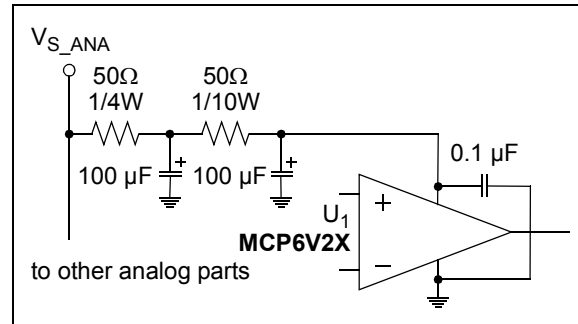 V_S_ANA
50Ω 50Ω
1/4W 1/10W
100 µF + 100 µF +
0.1 µF
U_1 +
MCP6V2X
−
to other analog parts